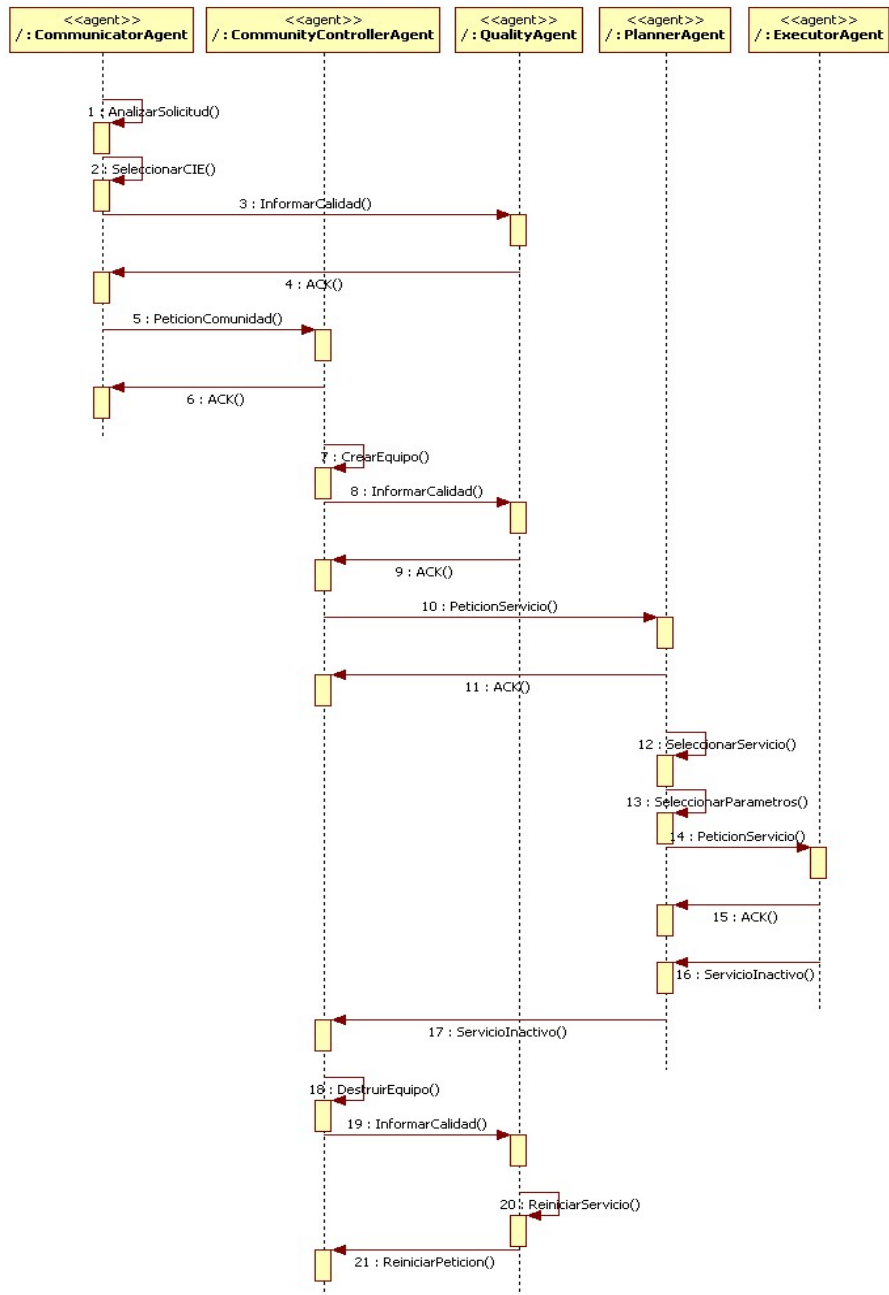 <<agent>>
/ : CommunicatorAgent
<<agent>>
/ : CommunityControllerAgent
<<agent>>
/ : QualityAgent
<<agent>>
/ : PlannerAgent
<<agent>>
/ : ExecutorAgent
1 : AnalizarSolicitud()
2 : SeleccionarCIE()
3 : InformarCalidad()
4 : ACK()
5 : PeticionComunidad()
6 : ACK()
7 : CrearEquipo()
8 : InformarCalidad()
9 : ACK()
10 : PeticionServicio()
11 : ACK()
12 : SeleccionarServicio()
13 : SeleccionarParametros()
14 : PeticionServicio()
15 : ACK()
16 : ServicioInactivo()
17 : ServicioInactivo()
18 : DestruirEquipo()
19 : InformarCalidad()
20 : ReiniciarServicio()
21 : ReiniciarPeticion()